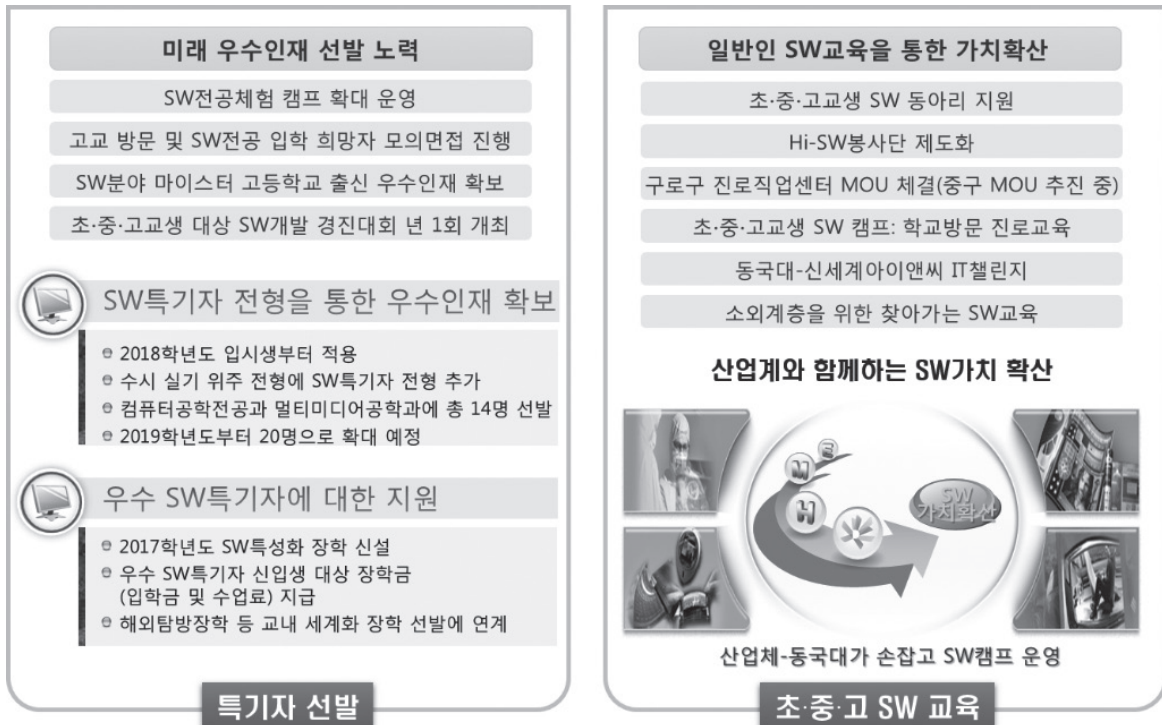 미래 우수인재 선발 노력
SW전공체험 캠프 확대 운영
고교 방문 및 SW전공 입학 희망자 모의면접 진행
SW분야 마이스터 고등학교 출신 우수인재 확보
초·중·고교생 대상 SW개발 경진대회 년 1회 개최
SW특기자 전형을 통한 우수인재 확보
2018학년도 입시생부터 적용
수시 실기 위주 전형에 SW특기자 전형 추가
컴퓨터공학전공과 멀티미디어공학과에 총 14명 선발
2019학년도부터 20명으로 확대 예정
우수 SW특기자에 대한 지원
2017학년도 SW특성화 장학 신설
우수 SW특기자 신입생 대상 장학금
(입학금 및 수업료) 지급
해외탐방장학 등 교내 세계화 장학 선발에 연계
특기자 선발
일반인 SW교육을 통한 가치확산
초·중·고교생 SW 동아리 지원
Hi-SW봉사단 제도화
구로구 진로직업센터 MOU 체결(중구 MOU 추진 중)
초·중·고교생 SW 캠프: 학교방문 진로교육
동국대-신세계아이앤씨 IT챌린지
소외계층을 위한 찾아가는 SW교육
산업계와 함께하는 SW가치 확산
M
H
SW
가치확산
산업체-동국대가 손잡고 SW캠프 운영
초·중·고 SW 교육